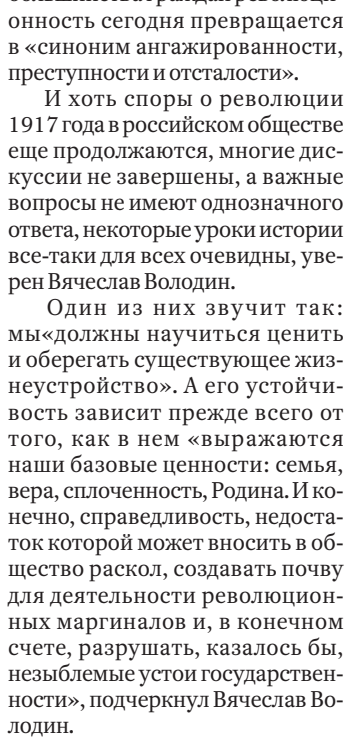 онность сегодня превращается
в «синоним ангажированности,
преступности и отсталости».
И хоть споры о революции
1917 года в российском обществе
еще продолжаются, многие дис-
куссии не завершены, а важные
вопросы не имеют однозначного
ответа, некоторые уроки истории
все-таки для всех очевидны, уве-
рен Вячеслав Володин.
Один из них звучит так:
мы«должны научиться ценить
и оберегать существующее жиз-
неустройство». А его устойчи-
вость зависит прежде всего от
того, как в нем «выражаются
наши базовые ценности: семья,
вера, сплоченность, Родина. И ко-
нечно, справедливость, недоста-
ток которой может вносить в об-
щество раскол, создавать почву
для деятельности революцион-
ных маргиналов и, в конечном
счете, разрушать, казалось бы,
незыблемые устои государствен-
ности», подчеркнул Вячеслав Во-
лодин.